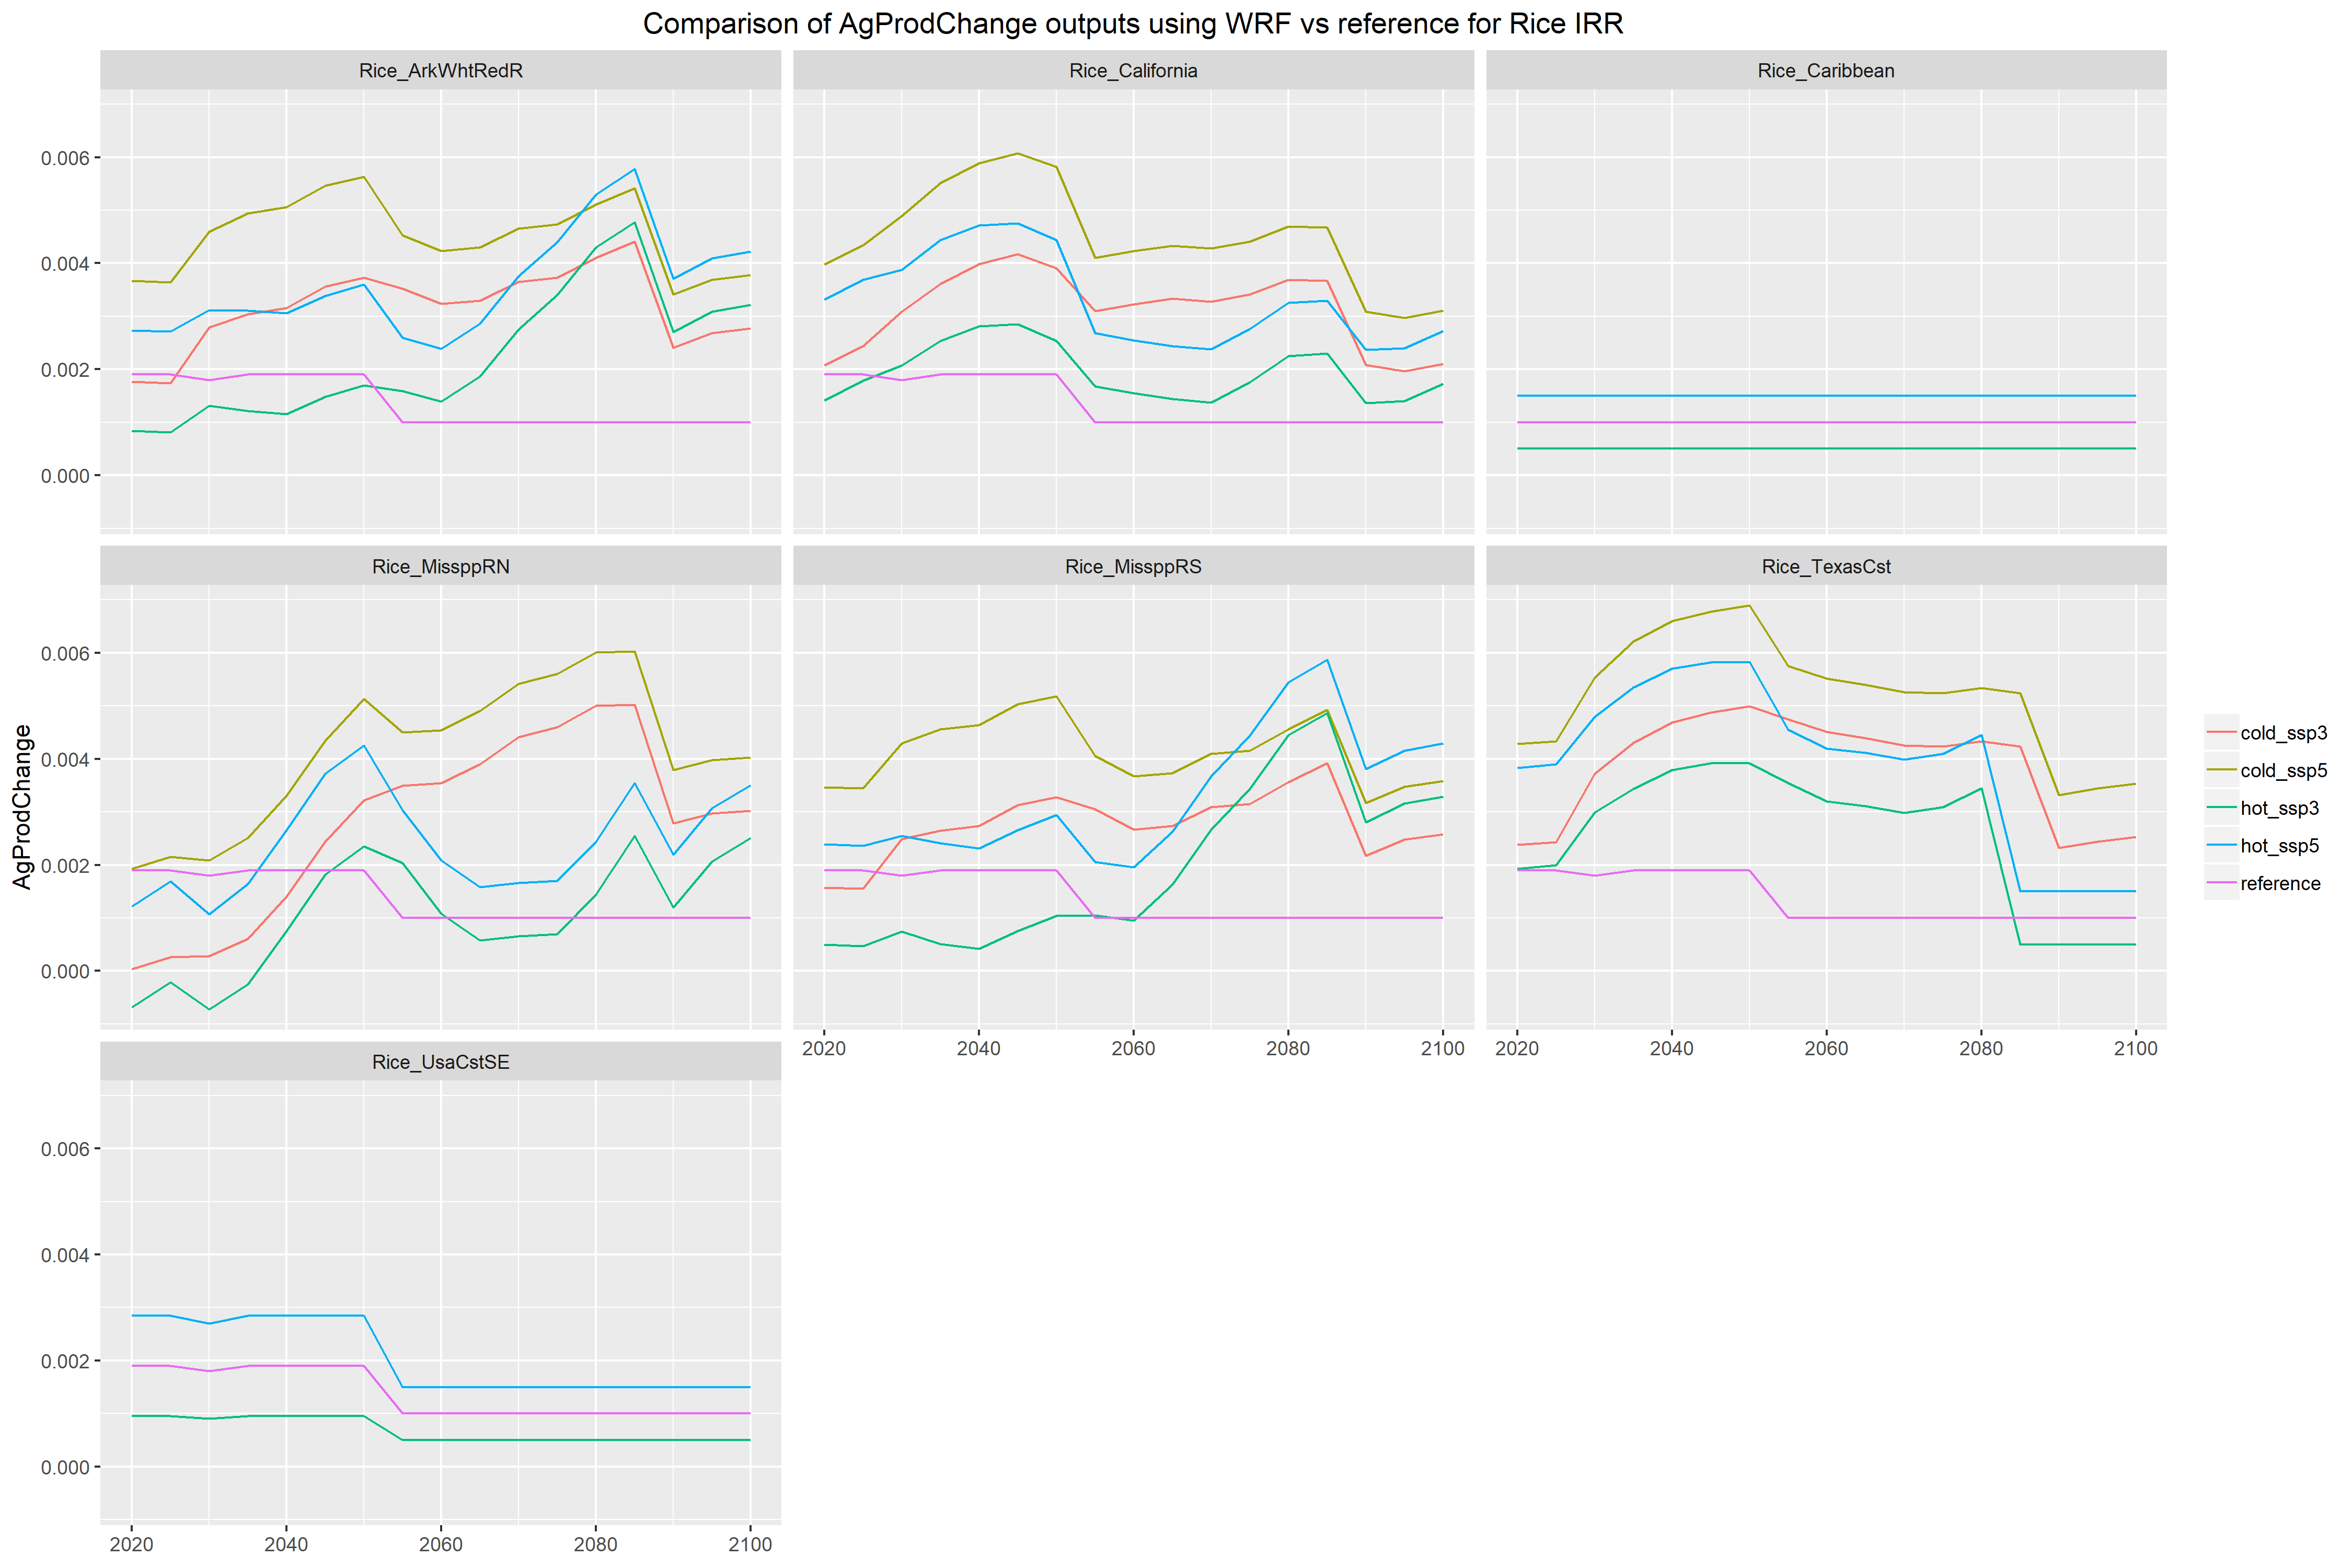 Comparison of AgProdChange outputs using WRF vs reference for Rice IRR
Rice_ArkWhtRedR
Rice_California
Rice_Caribbean
0.006
0.004
0.002
0.000
Rice_MissppRN
Rice_MissppRS
Rice_TexasCst
0.006
0.004
0.002
0.000
2020 2040 2060 2080 2100
2020 2040 2060 2080 2100
Rice_UsaCstSE
0.006
0.004
0.002
0.000
2020 2040 2060 2080 2100
AgProdChange
cold_ssp3
cold_ssp5
hot_ssp3
hot_ssp5
reference